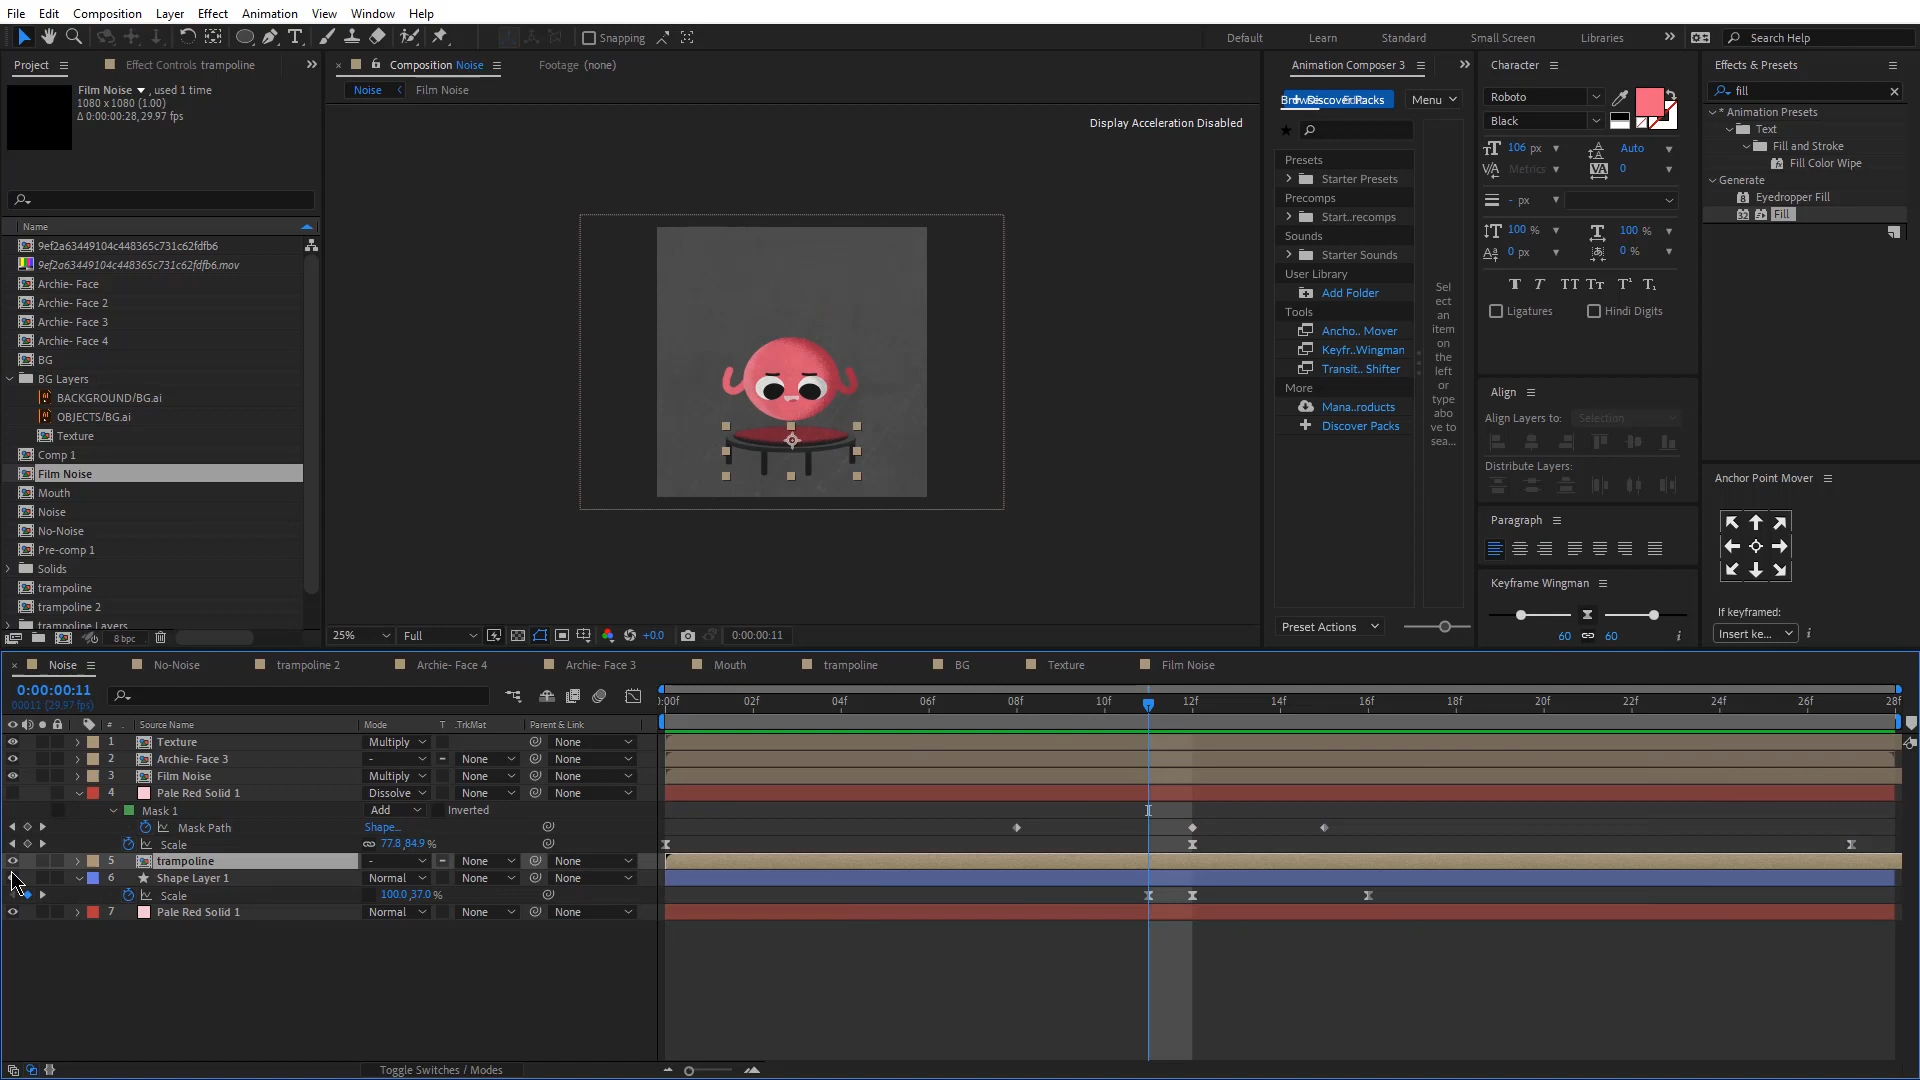 File Edit Composition Layer Effect Animation View Window Help
Snapping
Default Learn Standard Small Screen Libraries
Search Help
Project
Effect Controls trampoline
Film Noise , used 1 time
1080 x 1080 (1.00)
Δ 0:00:00:28, 29.97 fps
Name
9ef2a63449104c448365c731c62fdfb6
9ef2a63449104c448365c731c62fdfb6.mov
Archie- Face
Archie- Face 2
Archie- Face 3
Archie- Face 4
BG
BG Layers
BACKGROUND/BG.ai
OBJECTS/BG.ai
Texture
Comp 1
Film Noise
Mouth
Noise
No-Noise
Pre-comp 1
Solids
trampoline
trampoline 2
trampoline Layers
8 bpc
Composition Noise
Footage (none)
Noise Film Noise
Display Acceleration Disabled
25% Full +0.0 0:00:00:11
Animation Composer 3
Discover Packs Menu
Presets
Starter Presets
Precomps
Start..recomps
Sounds
Starter Sounds
User Library
Add Folder
Tools
Ancho.. Mover
Keyfr..Wingman
Transit.. Shifter
More
Mana..roducts
Discover Packs
Sel
ect
an
item
on
the
left
or
type
abo
ve to
sea...
Preset Actions
Character
Roboto
Black
106 px Auto
Metrics 0
- px
100 % 100 %
0 px 0 %
T T TT Tt T¹ T₁
Ligatures Hindi Digits
Align
Align Layers to: Selection
Distribute Layers:
Paragraph
Keyframe Wingman
60 60
Effects & Presets
fill
* Animation Presets
Text
Fill and Stroke
Fill Color Wipe
Generate
Eyedropper Fill
32 Fill
Anchor Point Mover
If keyframed:
Insert ke...
Noise No-Noise trampoline 2 Archie- Face 4 Archie- Face 3 Mouth trampoline BG Texture Film Noise
0:00:00:11
00011 (29.97 fps)
:00f 02f 04f 06f 08f 10f 12f 14f 16f 18f 20f 22f 24f 26f 28f
# Source Name Mode T .TrkMat Parent & Link
1 Texture Multiply None
2 Archie- Face 3 - None None
3 Film Noise Multiply None None
4 Pale Red Solid 1 Dissolve None None
Mask 1 Add Inverted
Mask Path Shape...
Scale 77.8,84.9 %
5 trampoline - None None
6 Shape Layer 1 Normal None None
Scale 100.0,37.0 %
7 Pale Red Solid 1 Normal None None
Toggle Switches / Modes